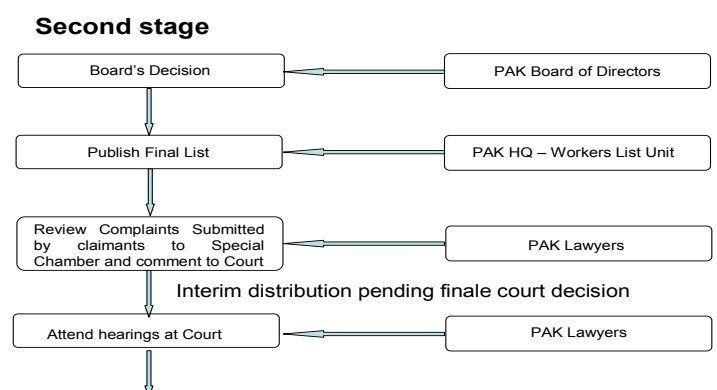 Second stage
Board's Decision
PAK Board of Directors
Publish Final List
PAK HQ – Workers List Unit
Review Complaints Submitted
by claimants to Special
Chamber and comment to Court
PAK Lawyers
Interim distribution pending finale court decision
Attend hearings at Court
PAK Lawyers